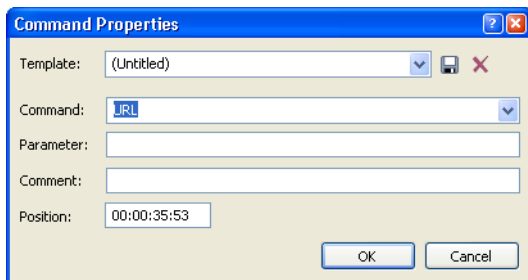 Command Properties
Template: (Untitled)
Command: URL
Parameter:
Comment:
Position: 00:00:35:53
OK Cancel